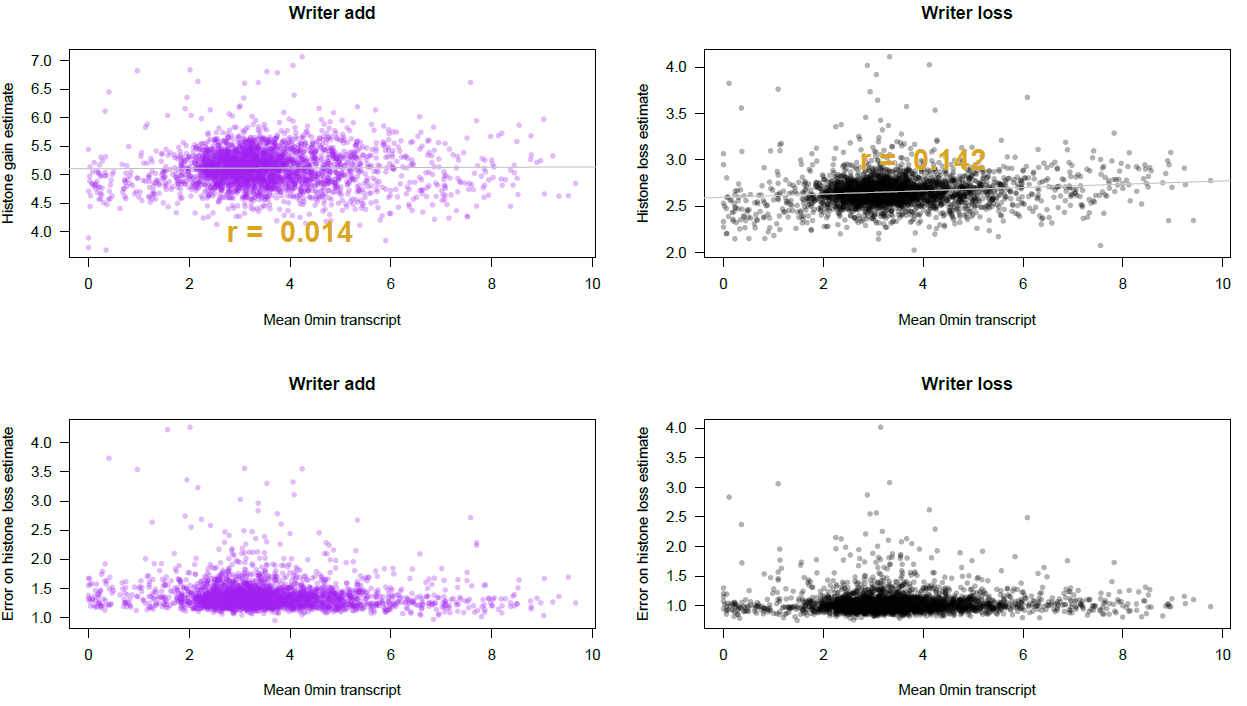 Writer add
Histone gain estimate
7.0
6.5
6.0
5.5
5.0
4.5
4.0
r = 0.014
0 2 4 6 8 10
Mean 0min transcript
Writer loss
Histone loss estimate
4.0
3.5
3.0
2.5
2.0
r = 0.142
0 2 4 6 8 10
Mean 0min transcript
Writer add
Error on histone loss estimate
4.0
3.5
3.0
2.5
2.0
1.5
1.0
0 2 4 6 8 10
Mean 0min transcript
Writer loss
Error on histone loss estimate
4.0
3.5
3.0
2.5
2.0
1.5
1.0
0 2 4 6 8 10
Mean 0min transcript